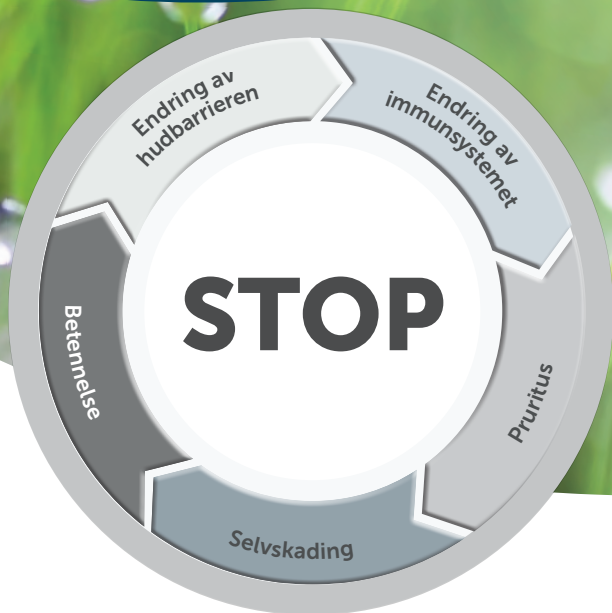 Endring av
hudbarrieren
Endring av
immunsystemet
Pruritus
Selvskading
Betennelse
STOP